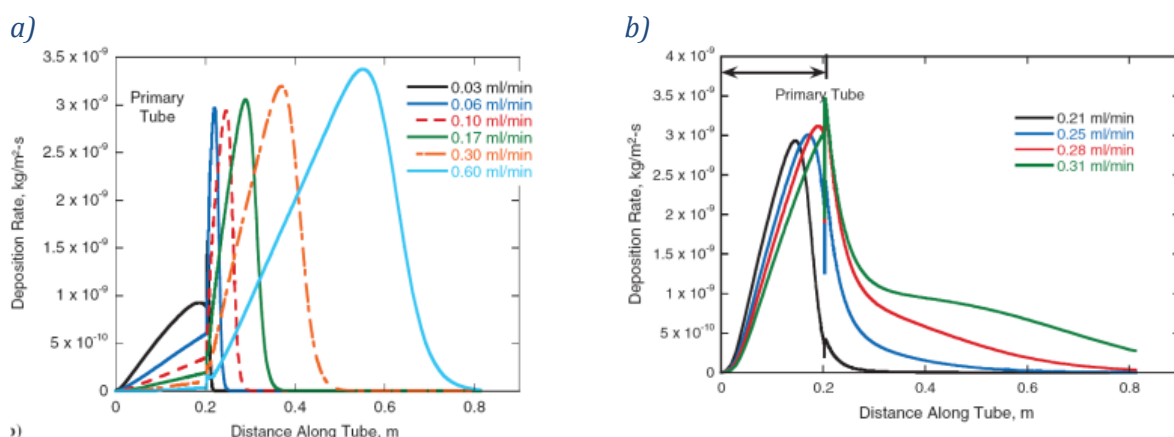 a)
3.5 x 10⁻⁹
3 x 10⁻⁹
2.5 x 10⁻⁹
2 x 10⁻⁹
1.5 x 10⁻⁹
1 x 10⁻⁹
5 x 10⁻¹⁰
0
Deposition Rate, kg/m²-s
Primary
Tube
0.03 ml/min
0.06 ml/min
0.10 ml/min
0.17 ml/min
0.30 ml/min
0.60 ml/min
0 0.2 0.4 0.6 0.8
Distance Along Tube, m
)
b)
4 x 10⁻⁹
3.5 x 10⁻⁹
3 x 10⁻⁹
2.5 x 10⁻⁹
2 x 10⁻⁹
1.5 x 10⁻⁹
1 x 10⁻⁹
5 x 10⁻¹⁰
0
Deposition Rate, kg/m²--s
Primary Tube
0.21 ml/min
0.25 ml/min
0.28 ml/min
0.31 ml/min
0 0.2 0.4 0.6 0.8
Distance Along Tube, m